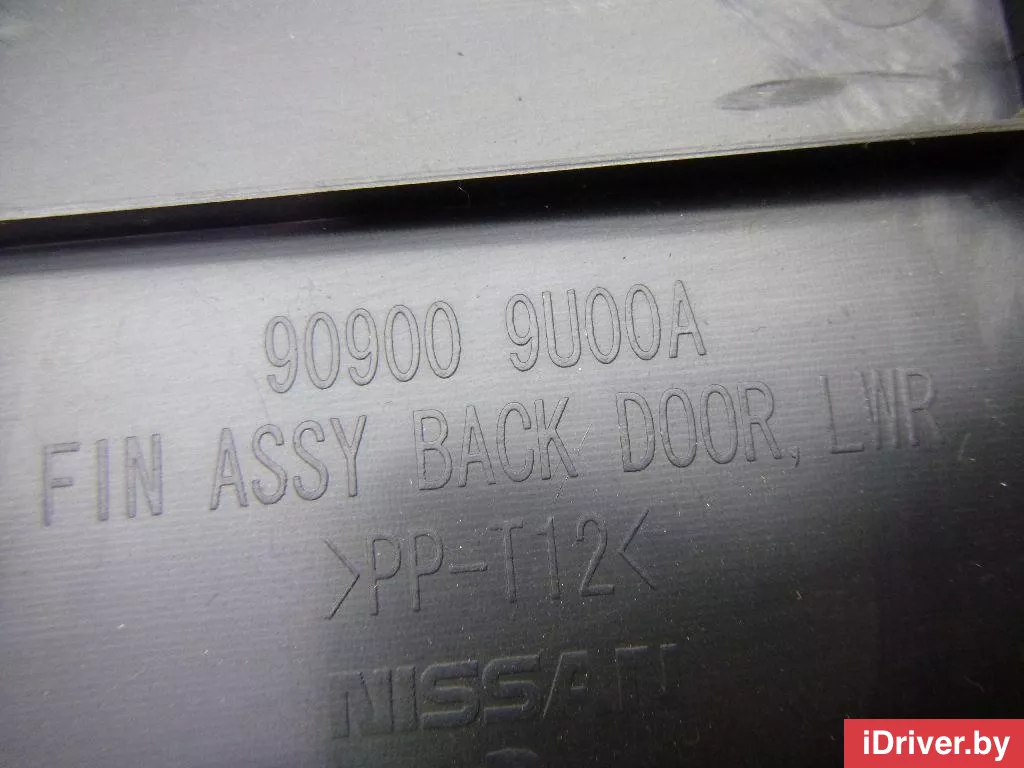 90900 9U00A
FIN ASSY BACK DOOR, LWR
>PP-T12<
NISSAN
iDriver.by